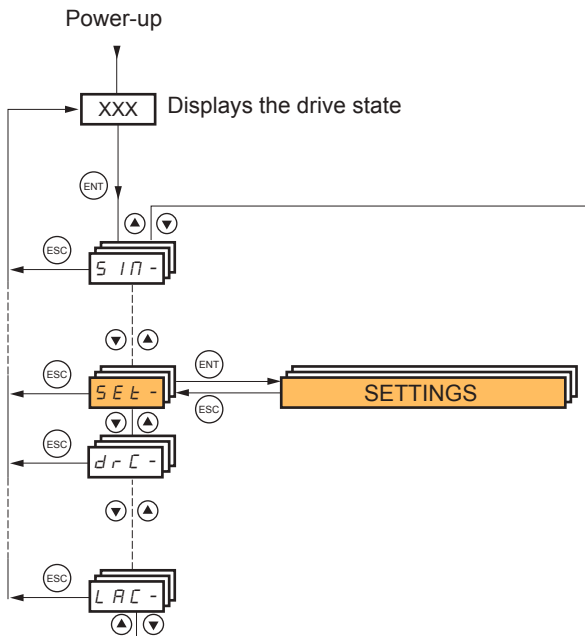 Power-up
XXX Displays the drive state
ENT
ESC
SIM-
ENT
ESC
SEt- SETTINGS
ESC
ESC
drC-
ESC
LAC-